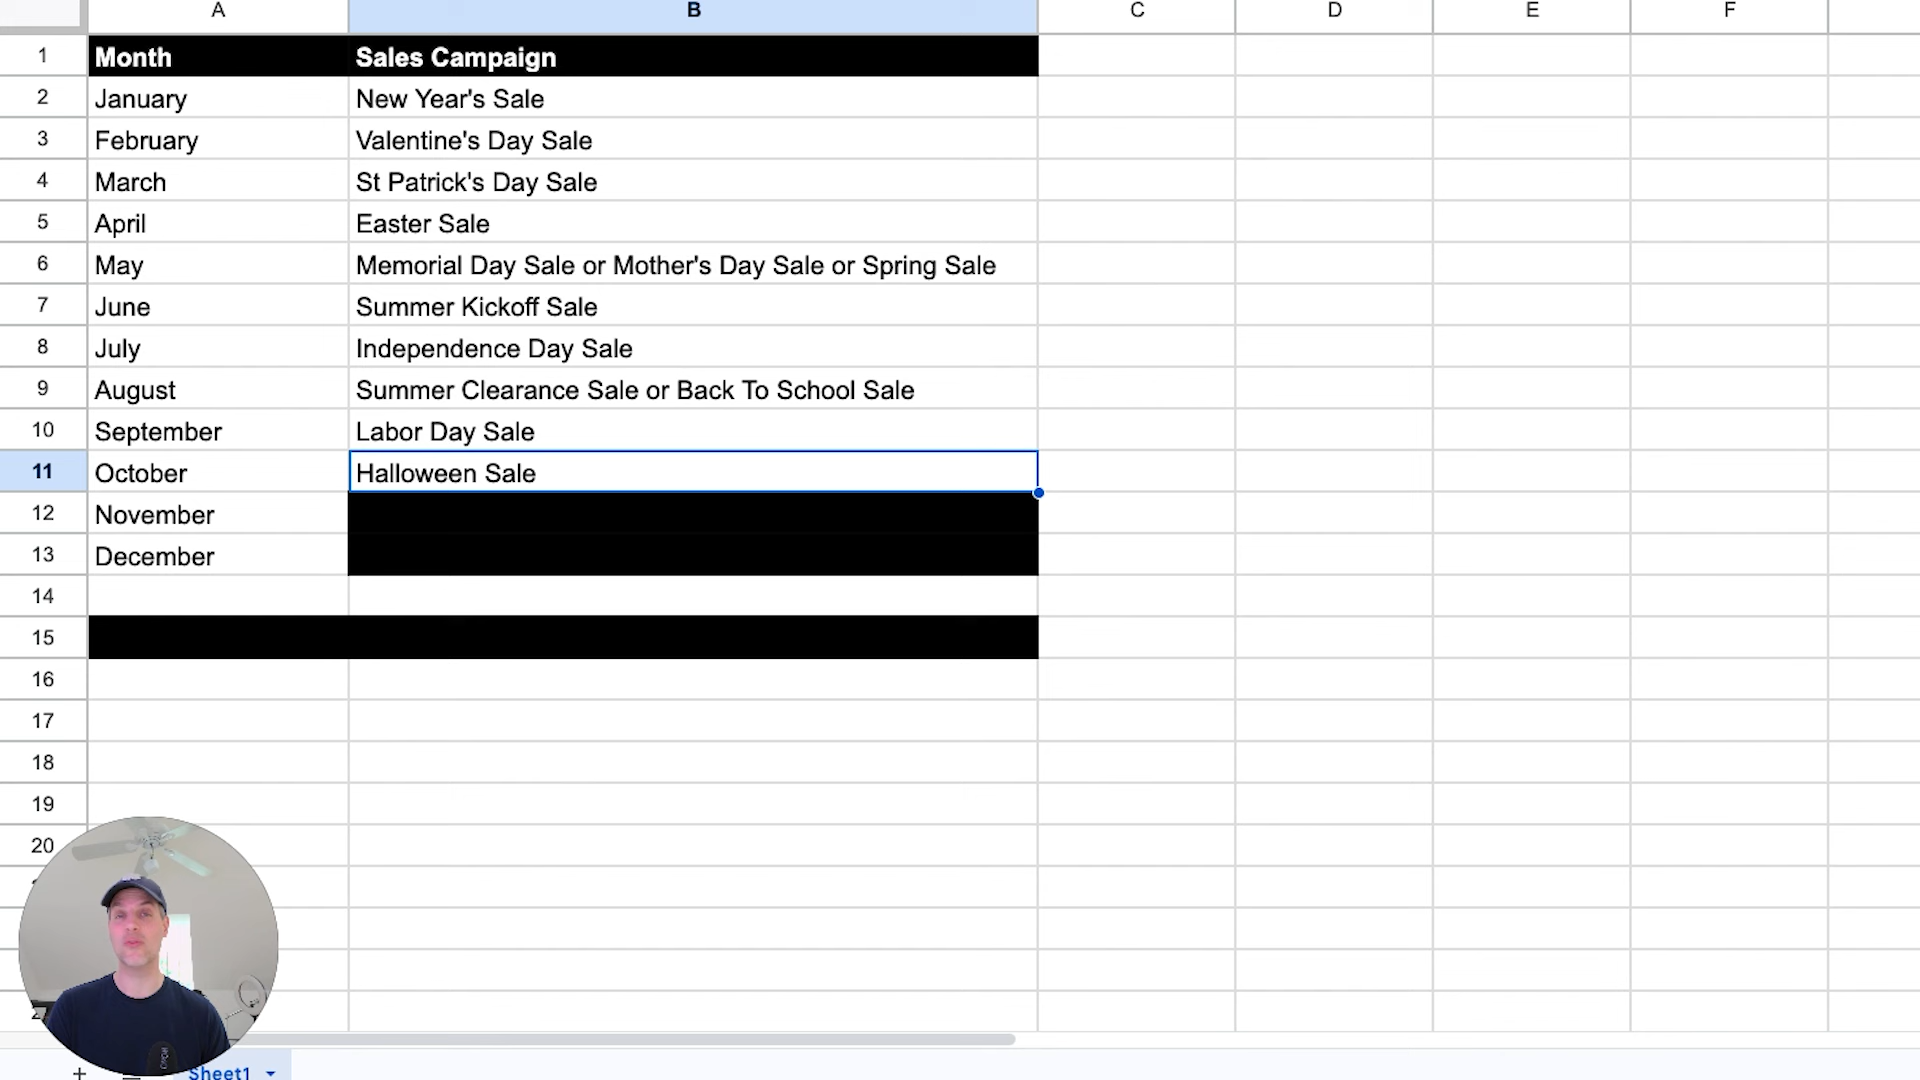 A B C D E F
1 Month Sales Campaign
2 January New Year's Sale
3 February Valentine's Day Sale
4 March St Patrick's Day Sale
5 April Easter Sale
6 May Memorial Day Sale or Mother's Day Sale or Spring Sale
7 June Summer Kickoff Sale
8 July Independence Day Sale
9 August Summer Clearance Sale or Back To School Sale
10 September Labor Day Sale
11 October Halloween Sale
12 November
13 December
14
15
16
17
18
19
20
Sheet1